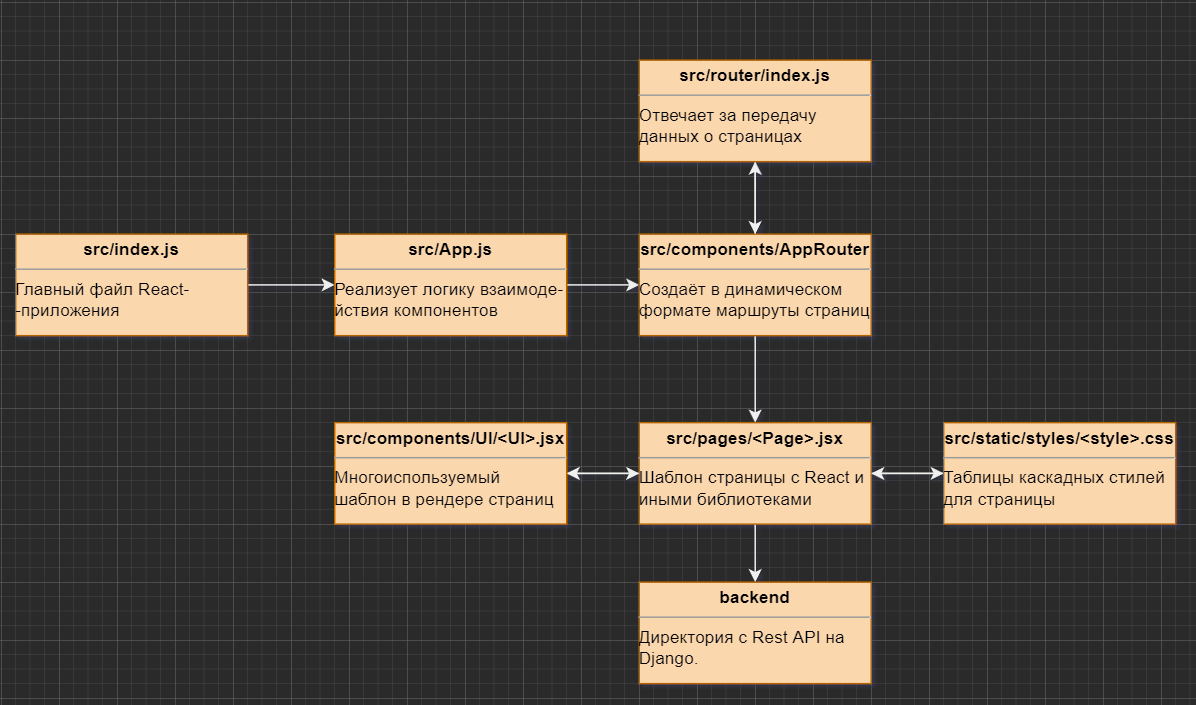 src/router/index.js
Отвечает за передачу
данных о страницах
src/index.js
Главный файл React-
-приложения
src/App.js
Реализует логику взаимоде-
йствия компонентов
src/components/AppRouter
Создаёт в динамическом
формате маршруты страниц
src/components/UI/<UI>.jsx
Многоиспользуемый
шаблон в рендере страниц
src/pages/<Page>.jsx
Шаблон страницы с React и
иными библиотеками
src/static/styles/<style>.css
Таблицы каскадных стилей
для страницы
backend
Директория с Rest API на
Django.